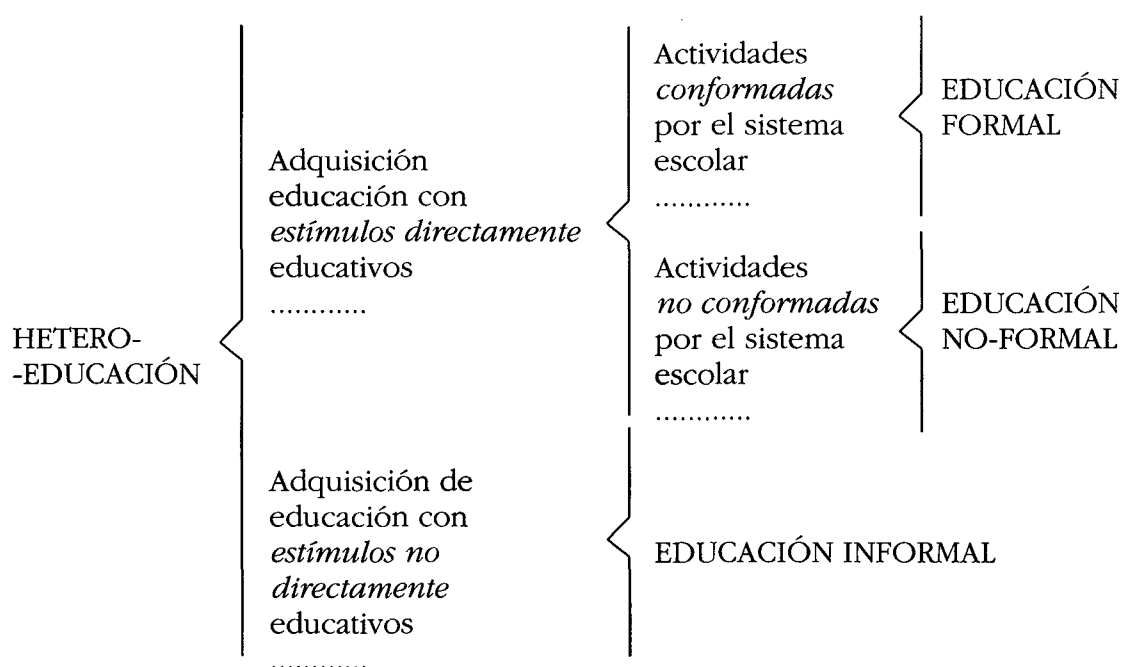 HETERO-
-EDUCACIÓN
Adquisición
educación con
estímulos directamente
educativos
............
Actividades
conformadas
por el sistema
escolar
............
EDUCACIÓN
FORMAL
Actividades
no conformadas
por el sistema
escolar
............
EDUCACIÓN
NO-FORMAL
Adquisición de
educación con
estímulos no
directamente
educativos
............
EDUCACIÓN INFORMAL